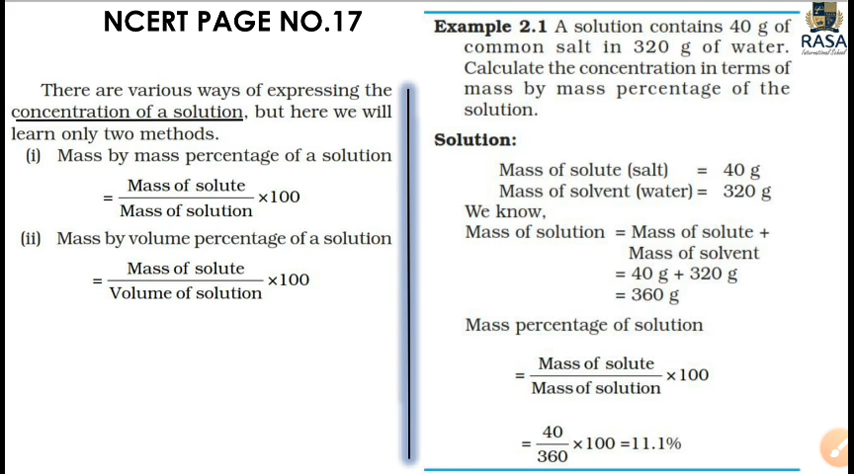 NCERT PAGE NO.17
There are various ways of expressing the
concentration of a solution, but here we will
learn only two methods.
(i) Mass by mass percentage of a solution
= Mass of solute / Mass of solution ×100
(ii) Mass by volume percentage of a solution
= Mass of solute / Volume of solution ×100
Example 2.1 A solution contains 40 g of
common salt in 320 g of water.
Calculate the concentration in terms of
mass by mass percentage of the
solution.
Solution:
Mass of solute (salt) = 40 g
Mass of solvent (water) = 320 g
We know,
Mass of solution = Mass of solute +
Mass of solvent
= 40 g + 320 g
= 360 g
Mass percentage of solution
= Mass of solute / Mass of solution × 100
= 40 / 360 × 100 =11.1%
RASA
International School